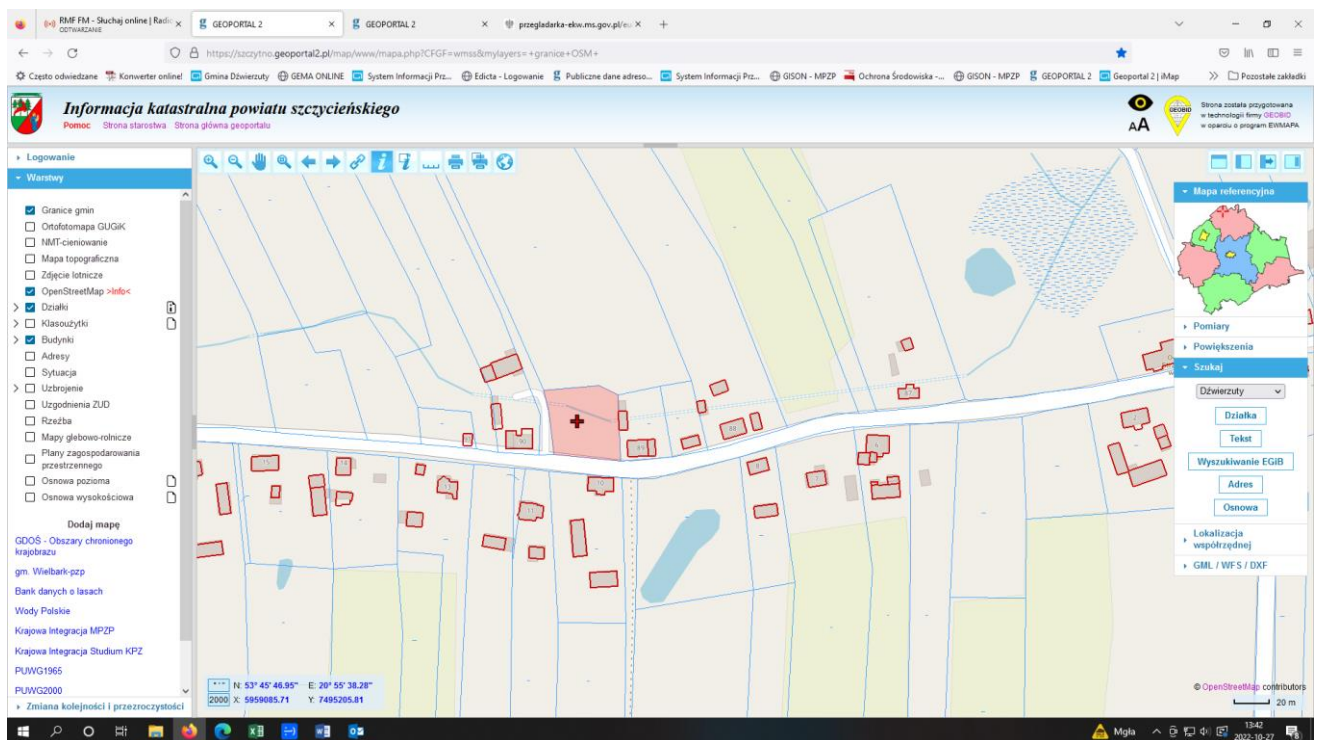 RMF FM - Słuchaj online | Radio
ODTWARZANIE
GEOPORTAL 2
GEOPORTAL 2
przegladarka-ekw.ms.gov.pl/eu
https://szczytno.geoportal2.pl/map/www/mapa.php?CFGF=wmss&mylayers=+granice+OSM+
Często odwiedzane
Konwerter online!
Gmina Dźwierzuty
GEMA ONLINE
System Informacji Prz...
Edicta - Logowanie
Publiczne dane adreso...
System Informacji Prz...
GISON - MPZP
Ochrona Środowiska -...
GISON - MPZP
GEOPORTAL 2
Geoportal 2 | iMap
Pozostałe zakładki
Informacja katastralna powiatu szczycieńskiego
Pomoc Strona starostwa Strona główna geoportalu
AA
GEOBID
Strona została przygotowana
w technologii firmy GEOBID
w oparciu o program EWMAPA
Logowanie
Warstwy
Granice gmin
Ortofotomapa GUGiK
NMT-cieniowanie
Mapa topograficzna
Zdjęcie lotnicze
OpenStreetMap >Info<
Działki
Klasoużytki
Budynki
Adresy
Sytuacja
Uzbrojenie
Uzgodnienia ZUD
Rzeźba
Mapy glebowo-rolnicze
Plany zagospodarowania
przestrzennego
Osnowa pozioma
Osnowa wysokościowa
Dodaj mapę
GDOŚ - Obszary chronionego
krajobrazu
gm. Wielbark-pzp
Bank danych o lasach
Wody Polskie
Krajowa Integracja MPZP
Krajowa Integracja Studium KPZ
PUWG1965
PUWG2000
Zmiana kolejności i przezroczystości
Mapa referencyjna
Pomiary
Powiększenia
Szukaj
Dźwierzuty
Działka
Tekst
Wyszukiwanie EGiB
Adres
Osnowa
Lokalizacja
współrzędnej
GML / WFS / DXF
N: 53° 45' 46.95" E: 20° 55' 38.28"
2000 X: 5959085.71 Y: 7495205.81
© OpenStreetMap contributors
20 m
Mgła
13:42
2022-10-27